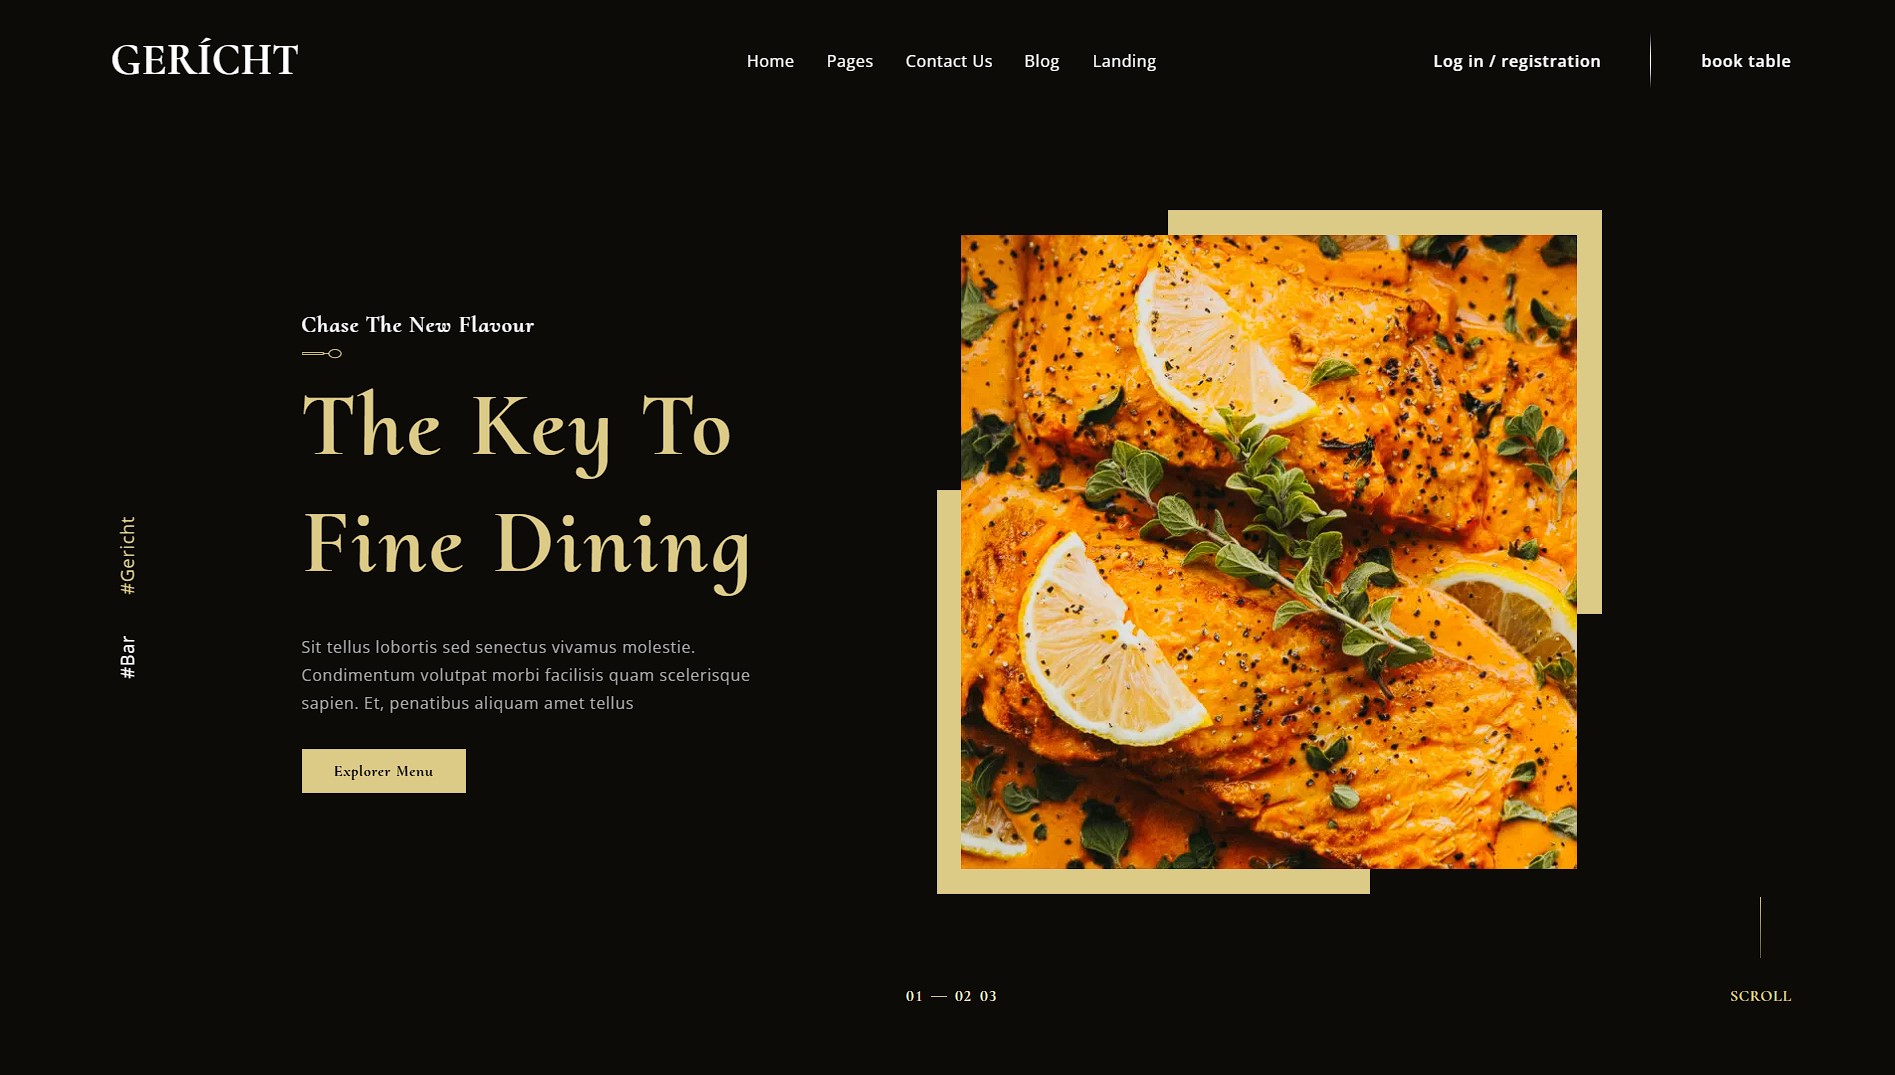 GERÍCHT
Home Pages Contact Us Blog Landing
Log in / registration
book table
Chase The New Flavour
The Key To
Fine Dining
Sit tellus lobortis sed senectus vivamus molestie.
Condimentum volutpat morbi facilisis quam scelerisque
sapien. Et, penatibus aliquam amet tellus
Explorer Menu
#Gericht
#Bar
01 — 02 03
SCROLL